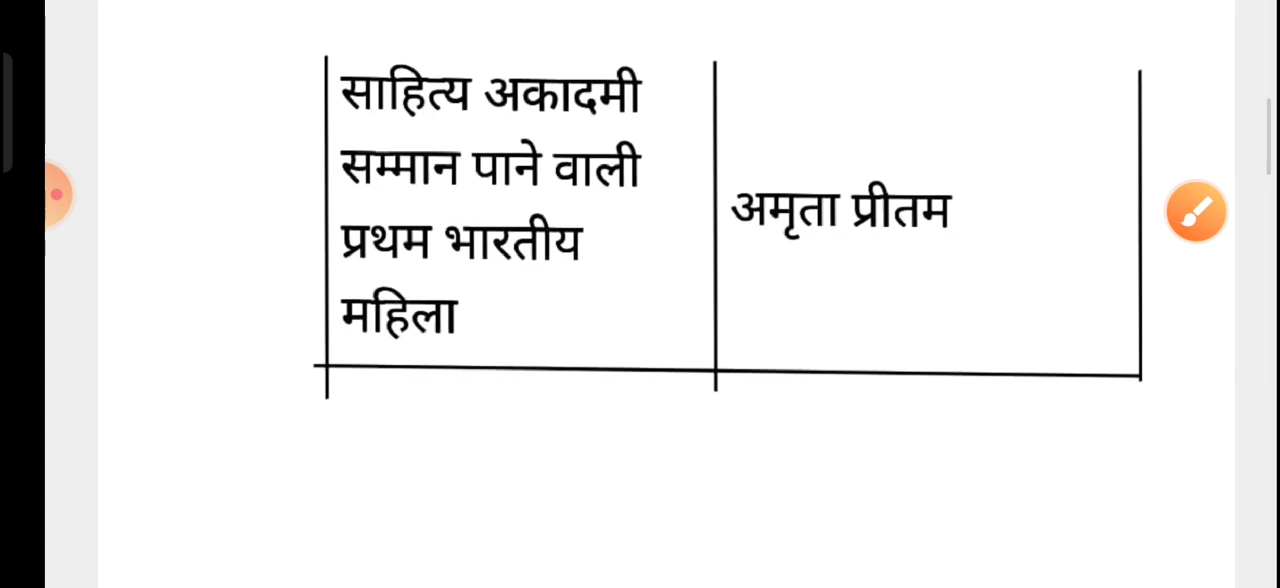 साहित्य अकादमी
सम्मान पाने वाली
प्रथम भारतीय
महिला
अमृता प्रीतम